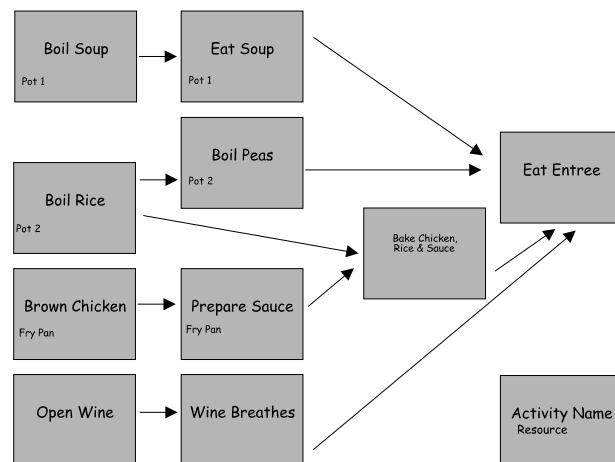 Boil Soup
Pot 1
Eat Soup
Pot 1
Boil Peas
Pot 2
Eat Entree
Boil Rice
Pot 2
Bake Chicken,
Rice & Sauce
Brown Chicken
Fry Pan
Prepare Sauce
Fry Pan
Open Wine
Wine Breathes
Activity Name
Resource